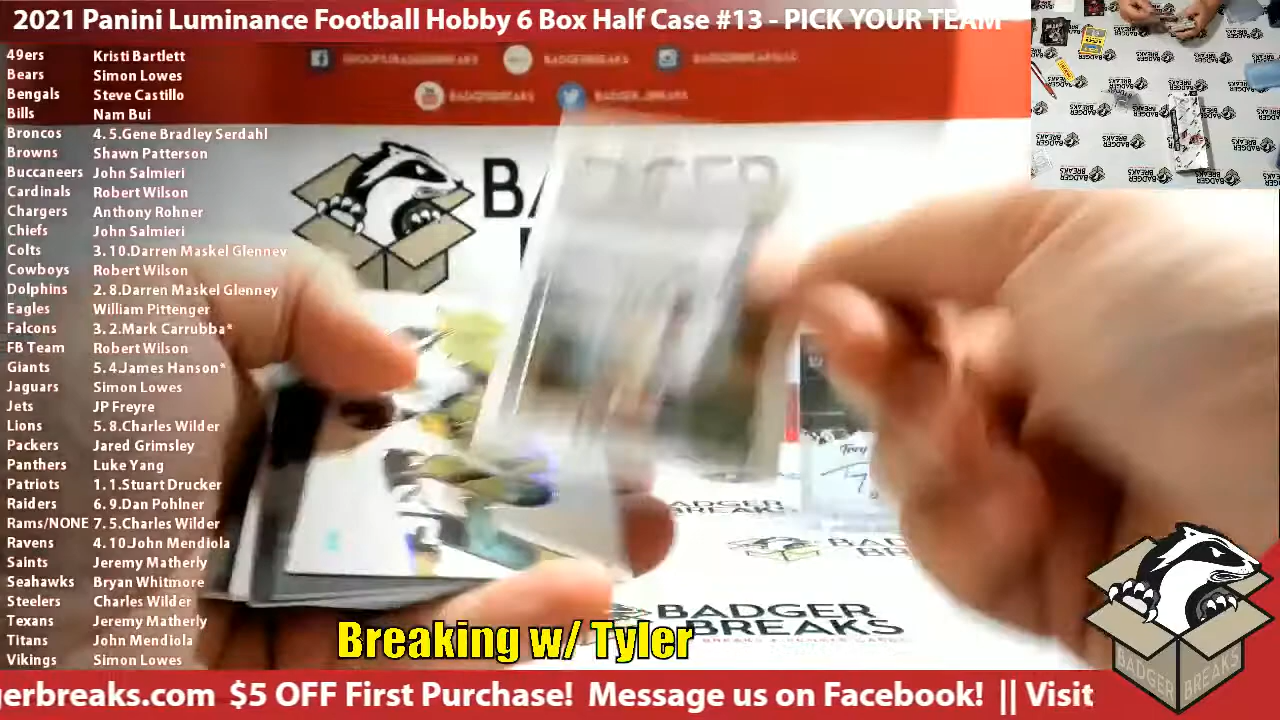 2021 Panini Luminance Football Hobby 6 Box Half Case #13 - PICK YOUR TEAM
49ers Kristi Bartlett
Bears Simon Lowes
Bengals Steve Castillo
Bills Nam Bui
Broncos 4. 5.Gene Bradley Serdahl
Browns Shawn Patterson
Buccaneers John Salmieri
Cardinals Robert Wilson
Chargers Anthony Rohner
Chiefs John Salmieri
Colts 3. 10.Darren Maskel Glenney
Cowboys Robert Wilson
Dolphins 2. 8.Darren Maskel Glenney
Eagles William Pittenger
Falcons 3. 2.Mark Carrubba*
FB Team Robert Wilson
Giants 5. 4.James Hanson*
Jaguars Simon Lowes
Jets JP Freyre
Lions 5. 8.Charles Wilder
Packers Jared Grimsley
Panthers Luke Yang
Patriots 1. 1.Stuart Drucker
Raiders 6. 9.Dan Pohlner
Rams/NONE 7. 5.Charles Wilder
Ravens 4. 10.John Mendiola
Saints Jeremy Matherly
Seahawks Bryan Whitmore
Steelers Charles Wilder
Texans Jeremy Matherly
Titans John Mendiola
Vikings Simon Lowes
BADGERBREAKS
BADGERBREAKS BADGER_BREAKS
BADGER
BADGER
BREAKS
Breaking w/ Tyler
BADGER BREAKS
gerbreaks.com $5 OFF First Purchase! Message us on Facebook! || Visit